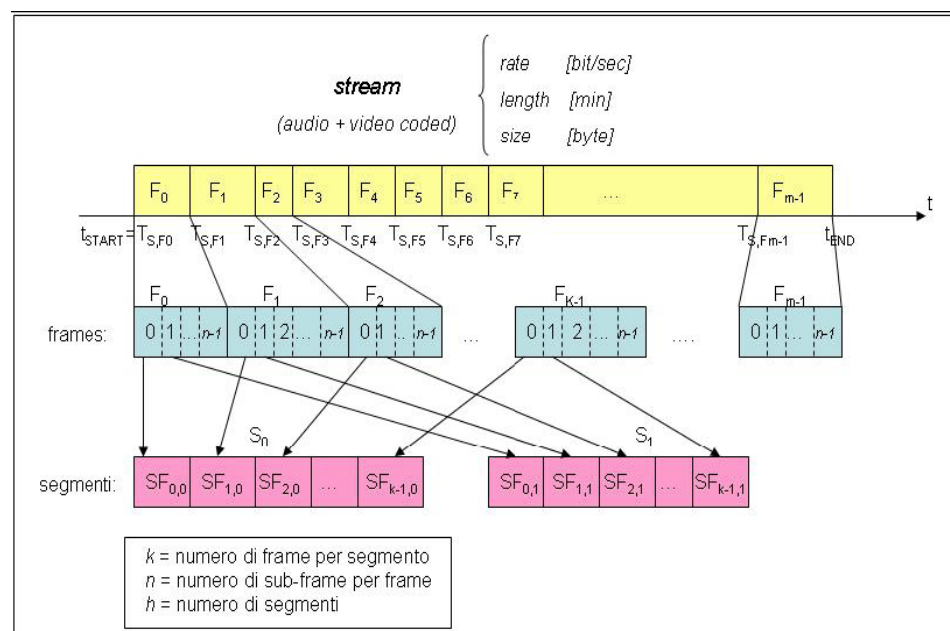 rate [bit/sec]
stream
length [min]
(audio + video coded)
size [byte]
F0 F1 F2 F3 F4 F5 F6 F7 ... Fm-1
t
tSTART= TS,F0 TS,F1 TS,F2 TS,F3 TS,F4 TS,F5 TS,F6 TS,F7 TS,Fm-1 tEND
F0 F1 F2 FK-1 Fm-1
frames: 0 1 ... n-1 0 1 2 ... n-1 0 1 .. n-1 ... 0 1 2 ... n-1 .... 0 1 ... n-1
Sn S1
segmenti: SF0,0 SF1,0 SF2,0 ... SFk-1,0 SF0,1 SF1,1 SF2,1 ... SFk-1,1
k = numero di frame per segmento
n = numero di sub-frame per frame
h = numero di segmenti